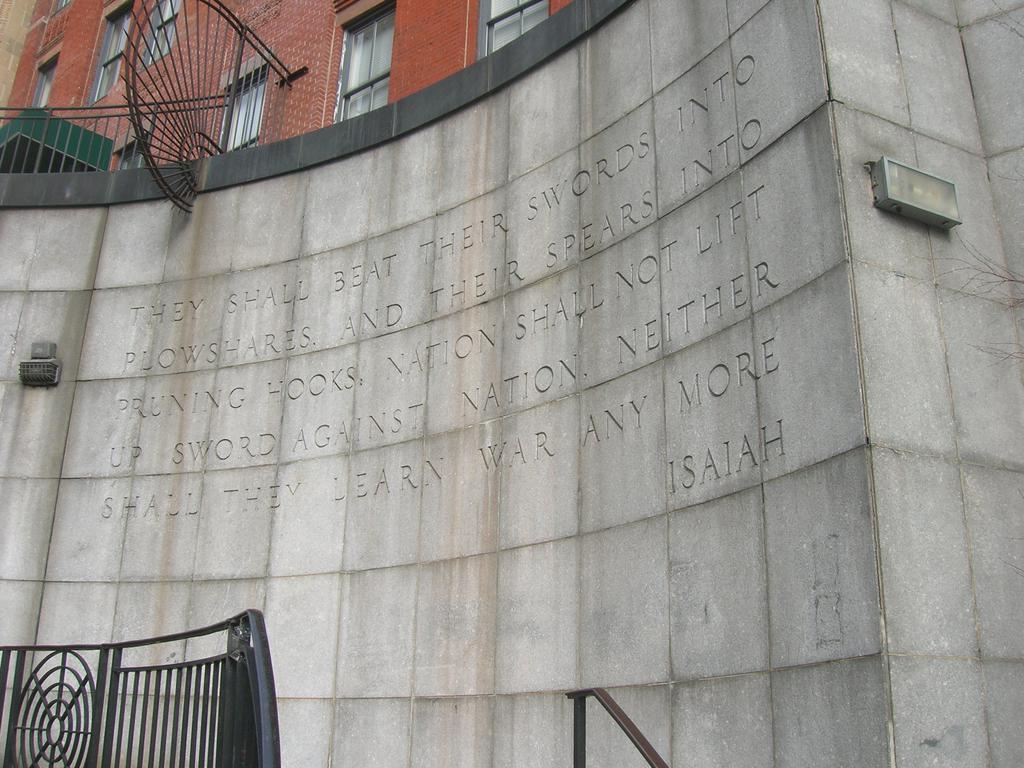 THEY SHALL BEAT THEIR SWORDS INTO
PLOWSHARES. AND THEIR SPEARS INTO
PRUNING HOOKS. NATION SHALL NOT LIFT
UP SWORD AGAINST NATION. NEITHER
SHALL THEY LEARN WAR ANY MORE
ISAIAH